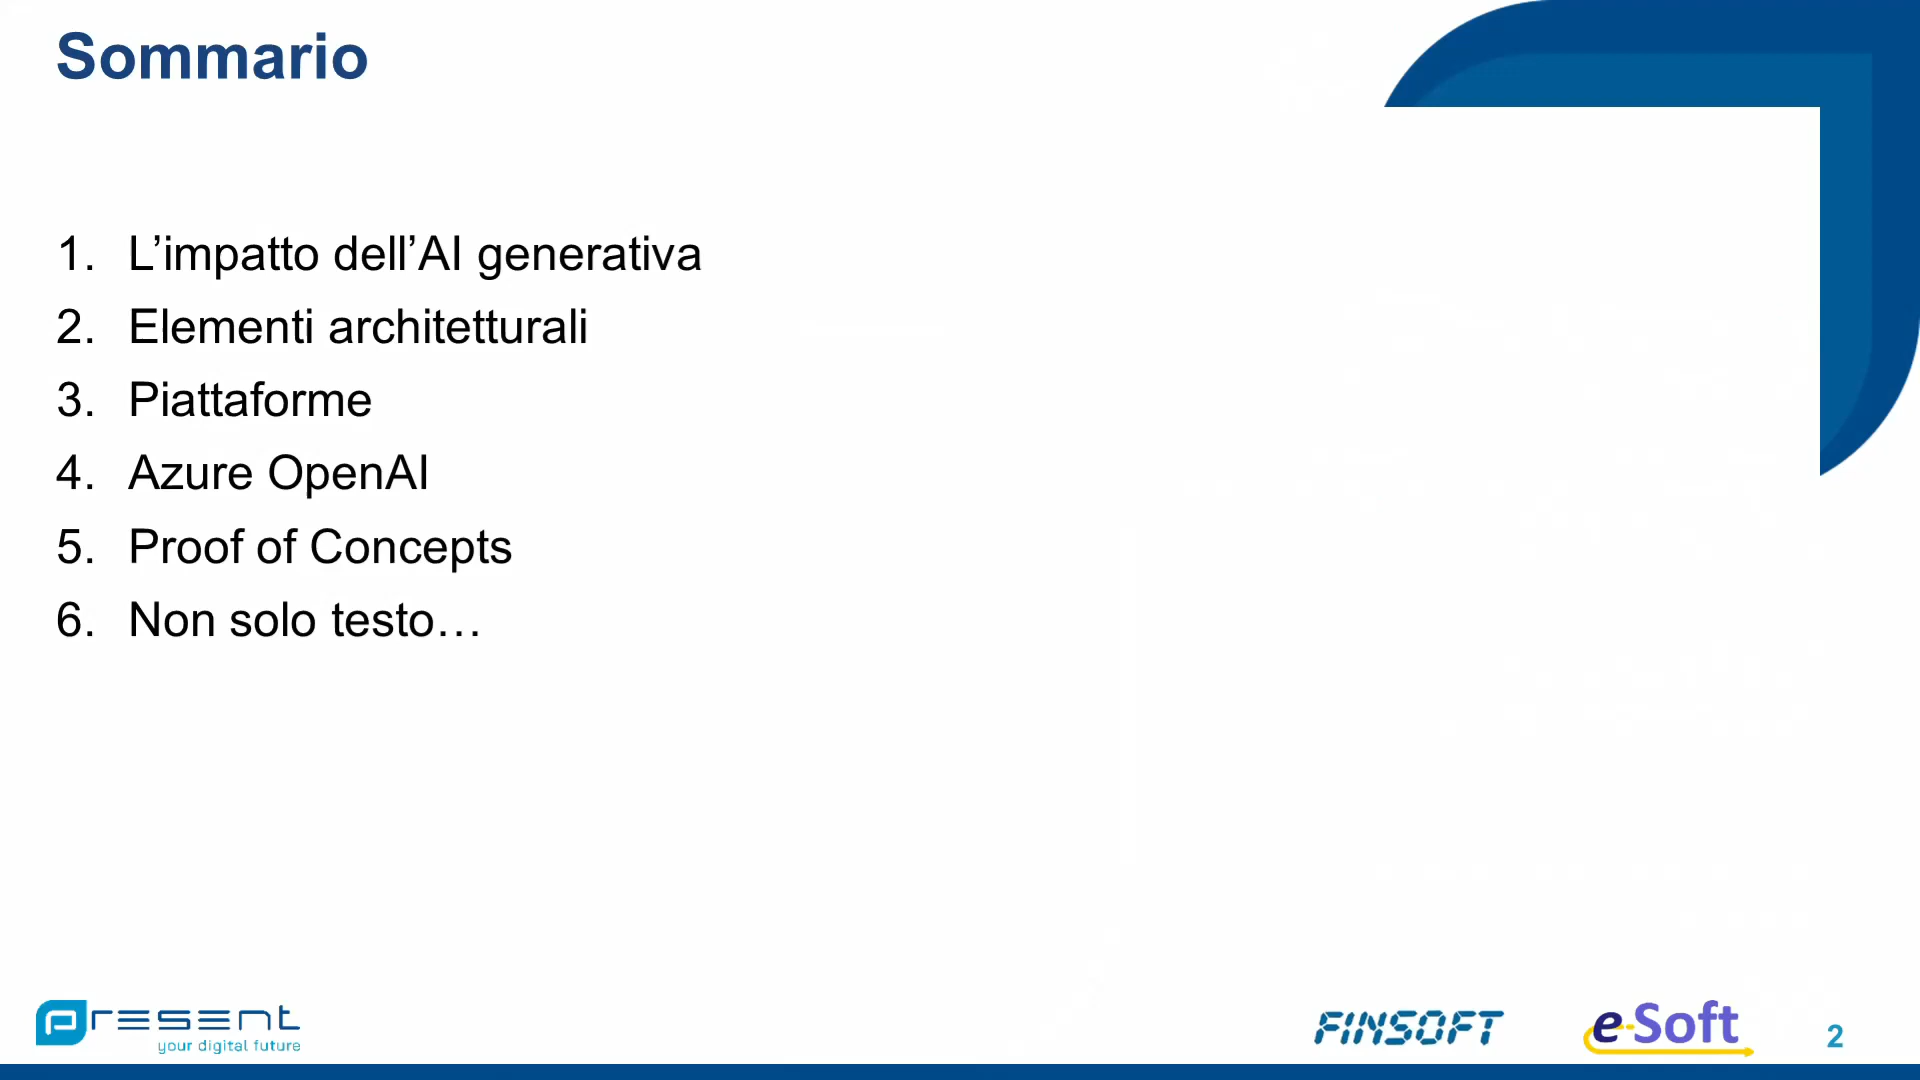 Sommario
1. L’impatto dell’AI generativa
2. Elementi architetturali
3. Piattaforme
4. Azure OpenAI
5. Proof of Concepts
6. Non solo testo…
present
your digital future
FINSOFT
e-Soft
2